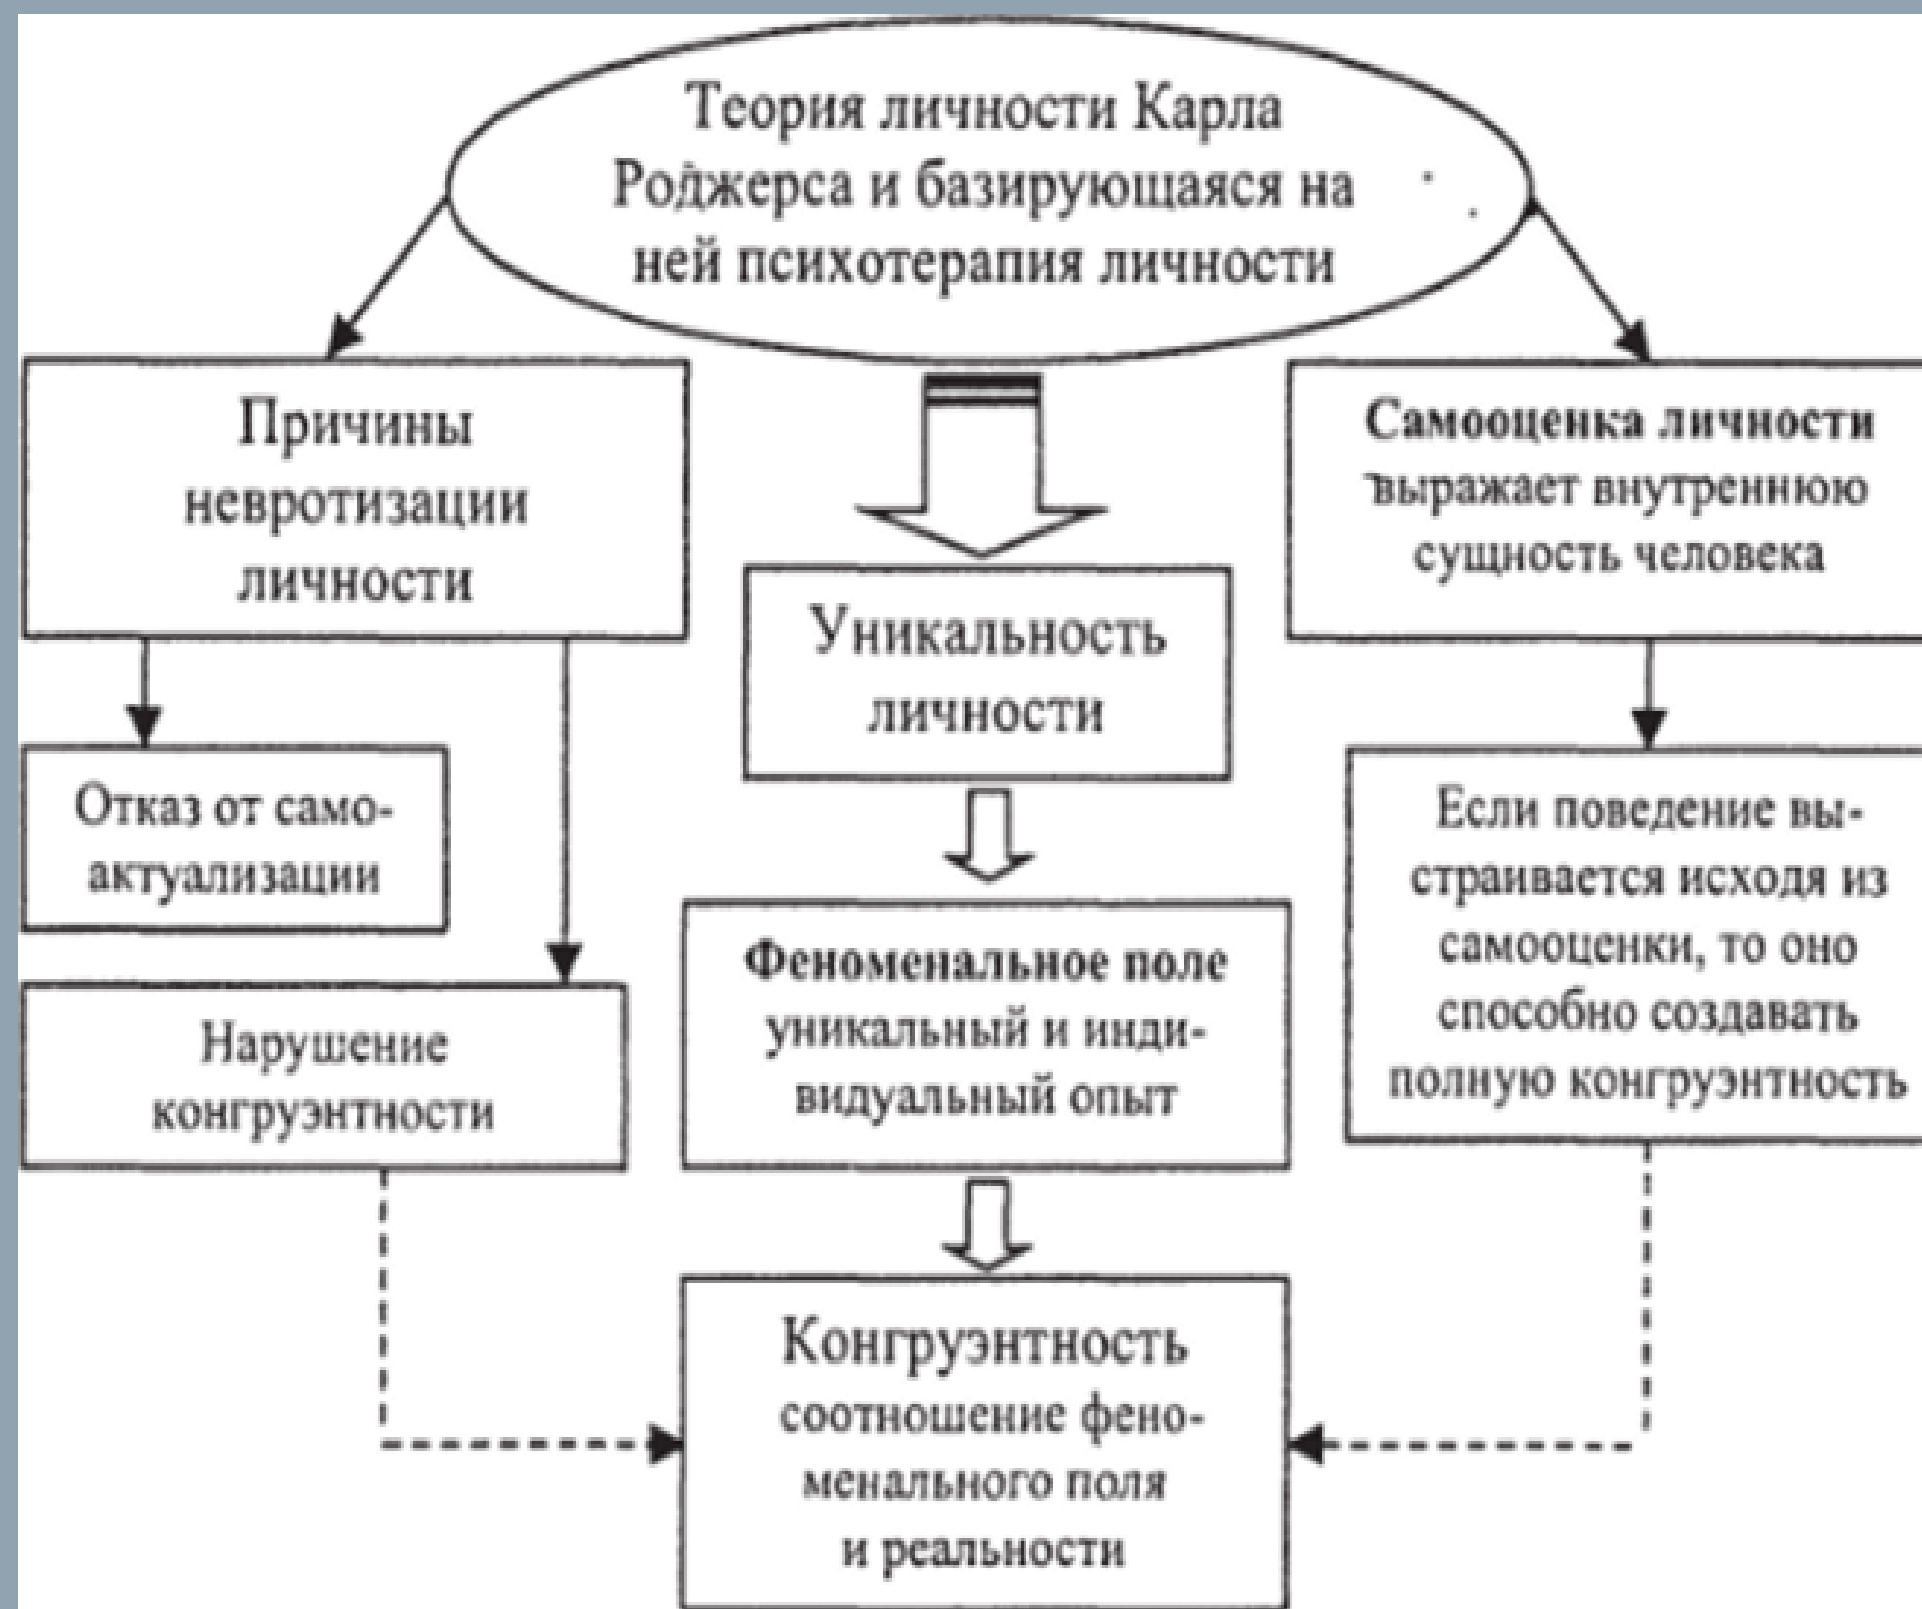 Теория личности Карла
Роджерса и базирующаяся на
ней психотерапия личности
Причины
невротизации
личности
Отказ от само-
актуализации
Нарушение
конгруэнтности
Уникальность
личности
Феноменальное поле
уникальный и инди-
видуальный опыт
Конгруэнтность
соотношение фено-
менального поля
и реальности
Самооценка личности
выражает внутреннюю
сущность человека
Если поведение вы-
страивается исходя из
самооценки, то оно
способно создавать
полную конгруэнтность